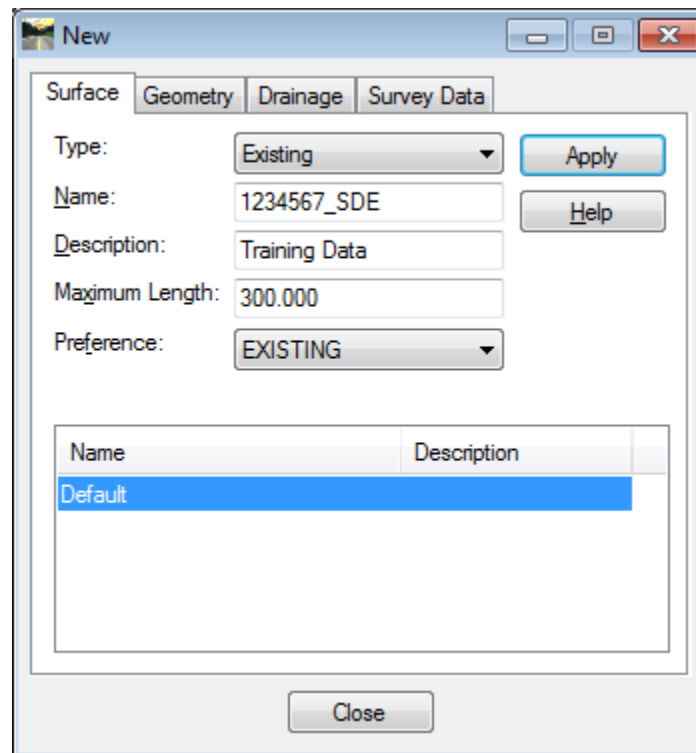 New
Surface Geometry Drainage Survey Data
Type: Existing Apply
Name: 1234567_SDE Help
Description: Training Data
Maximum Length: 300.000
Preference: EXISTING
Name Description
Default
Close